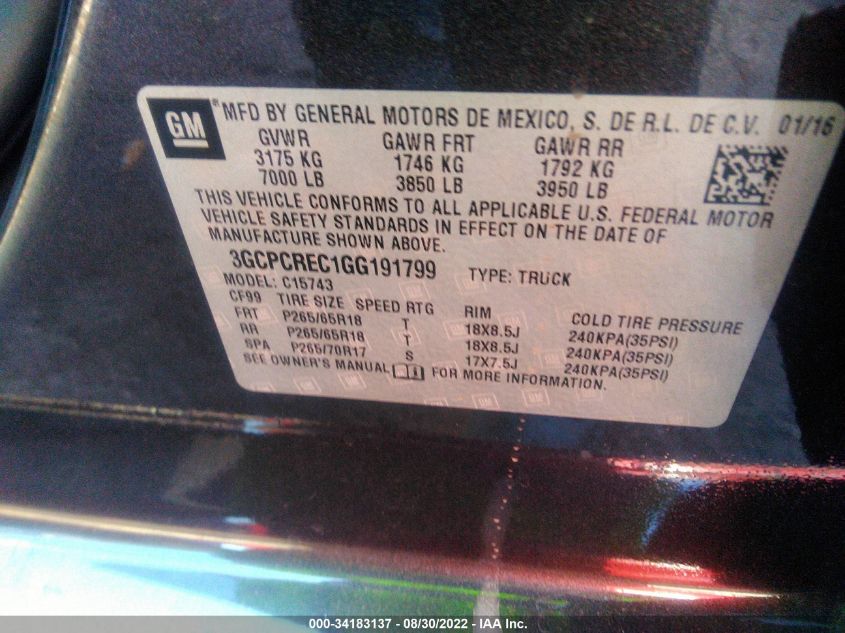 GM ® MFD BY GENERAL MOTORS DE MEXICO, S. DE R.L. DE C.V. 01/16
GVWR GAWR FRT GAWR RR
3175 KG 1746 KG 1792 KG
7000 LB 3850 LB 3950 LB
THIS VEHICLE CONFORMS TO ALL APPLICABLE U.S. FEDERAL MOTOR
VEHICLE SAFETY STANDARDS IN EFFECT ON THE DATE OF
MANUFACTURE SHOWN ABOVE.
3GCPCREC1GG191799 TYPE: TRUCK
MODEL: C15743
CF99 TIRE SIZE SPEED RTG RIM COLD TIRE PRESSURE
FRT P265/65R18 T 18X8.5J 240KPA(35PSI)
RR P265/65R18 T 18X8.5J 240KPA(35PSI)
SPA P265/70R17 S 17X7.5J 240KPA(35PSI)
SEE OWNER'S MANUAL FOR MORE INFORMATION.
000-34183137 - 08/30/2022 - IAA Inc.